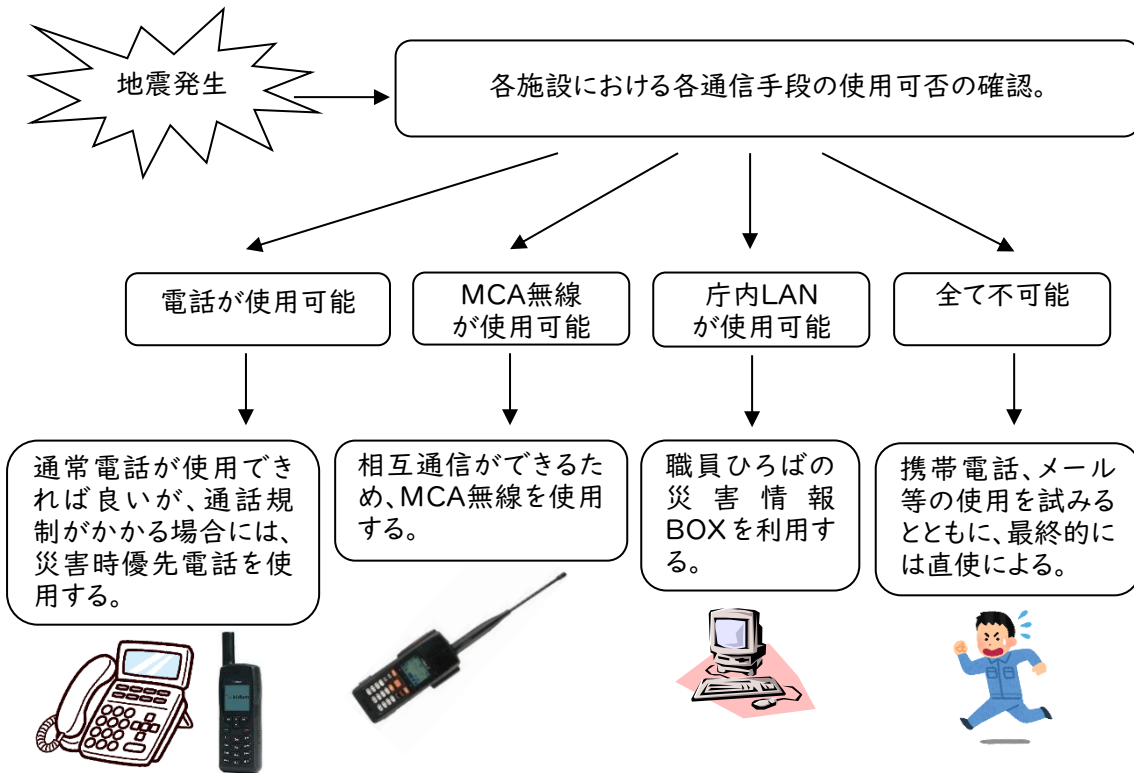 地震発生
各施設における各通信手段の使用可否の確認。
電話が使用可能
MCA無線
が使用可能
庁内LAN
が使用可能
全て不可能
通常電話が使用でき
れば良いが、通話規
制がかかる場合には、
災害時優先電話を使
用する。
相互通信ができるた
め、MCA無線を使用
する。
職員ひろばの
災害情報
BOXを利用す
る。
携帯電話、メール
等の使用を試みる
とともに、最終的に
は直使による。